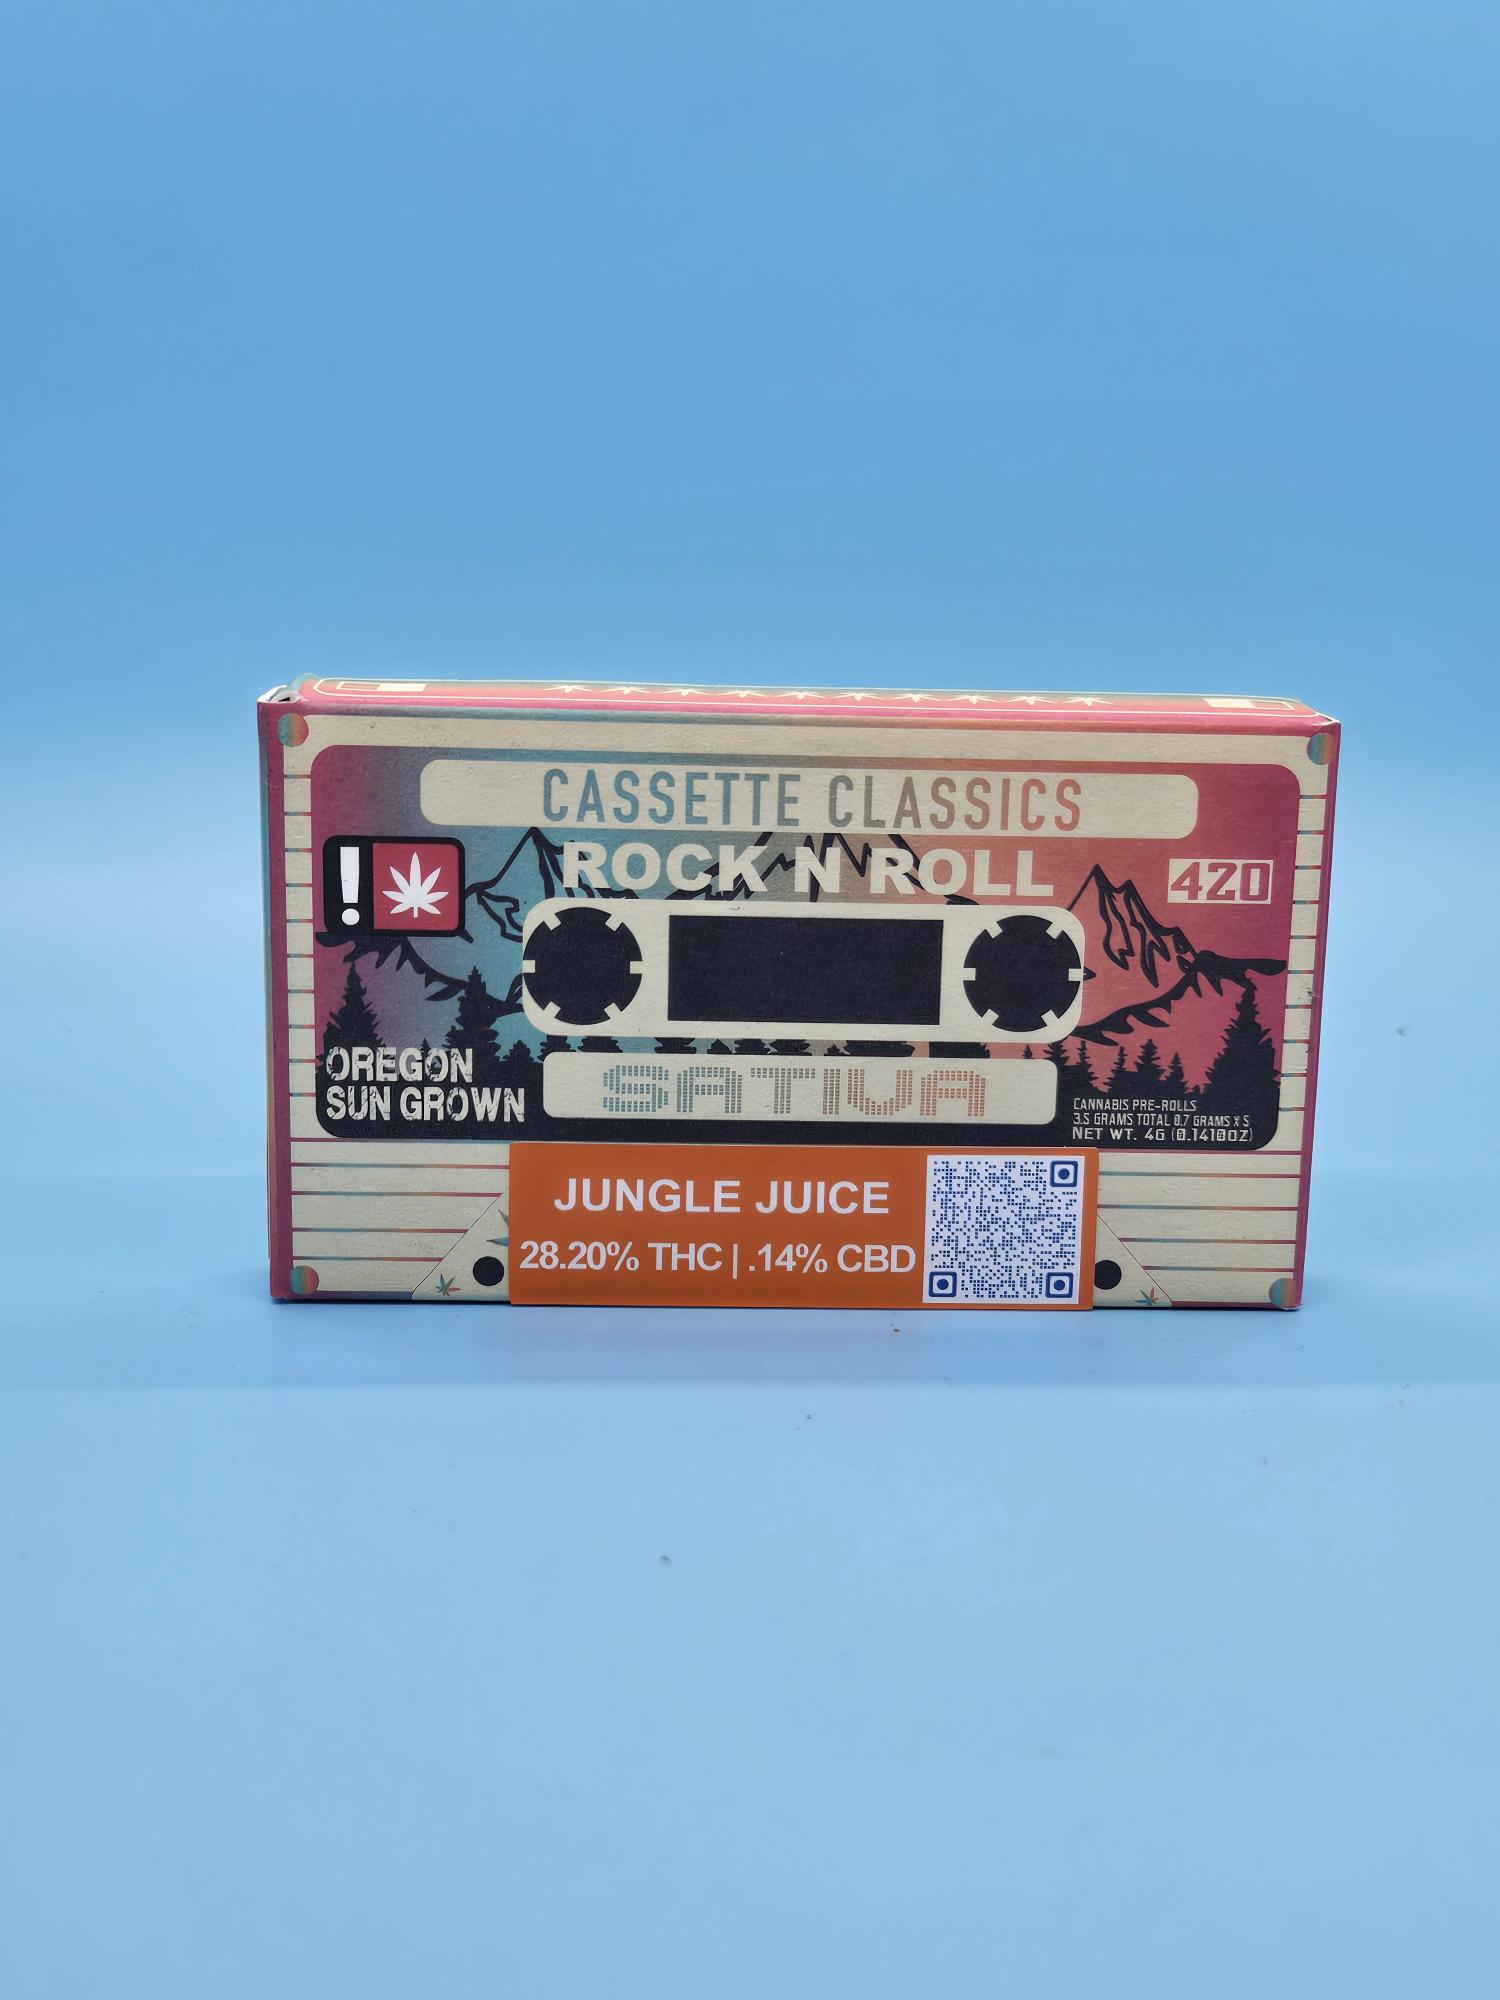 CASSETTE CLASSICS
ROCK N ROLL
!
420
OREGON
SUN GROWN
SATIVA
CANNABIS PRE-ROLLS
3.5 GRAMS TOTAL 0.7 GRAMS X 5
NET WT. 4G (0.1410OZ)
JUNGLE JUICE
28.20% THC | .14% CBD